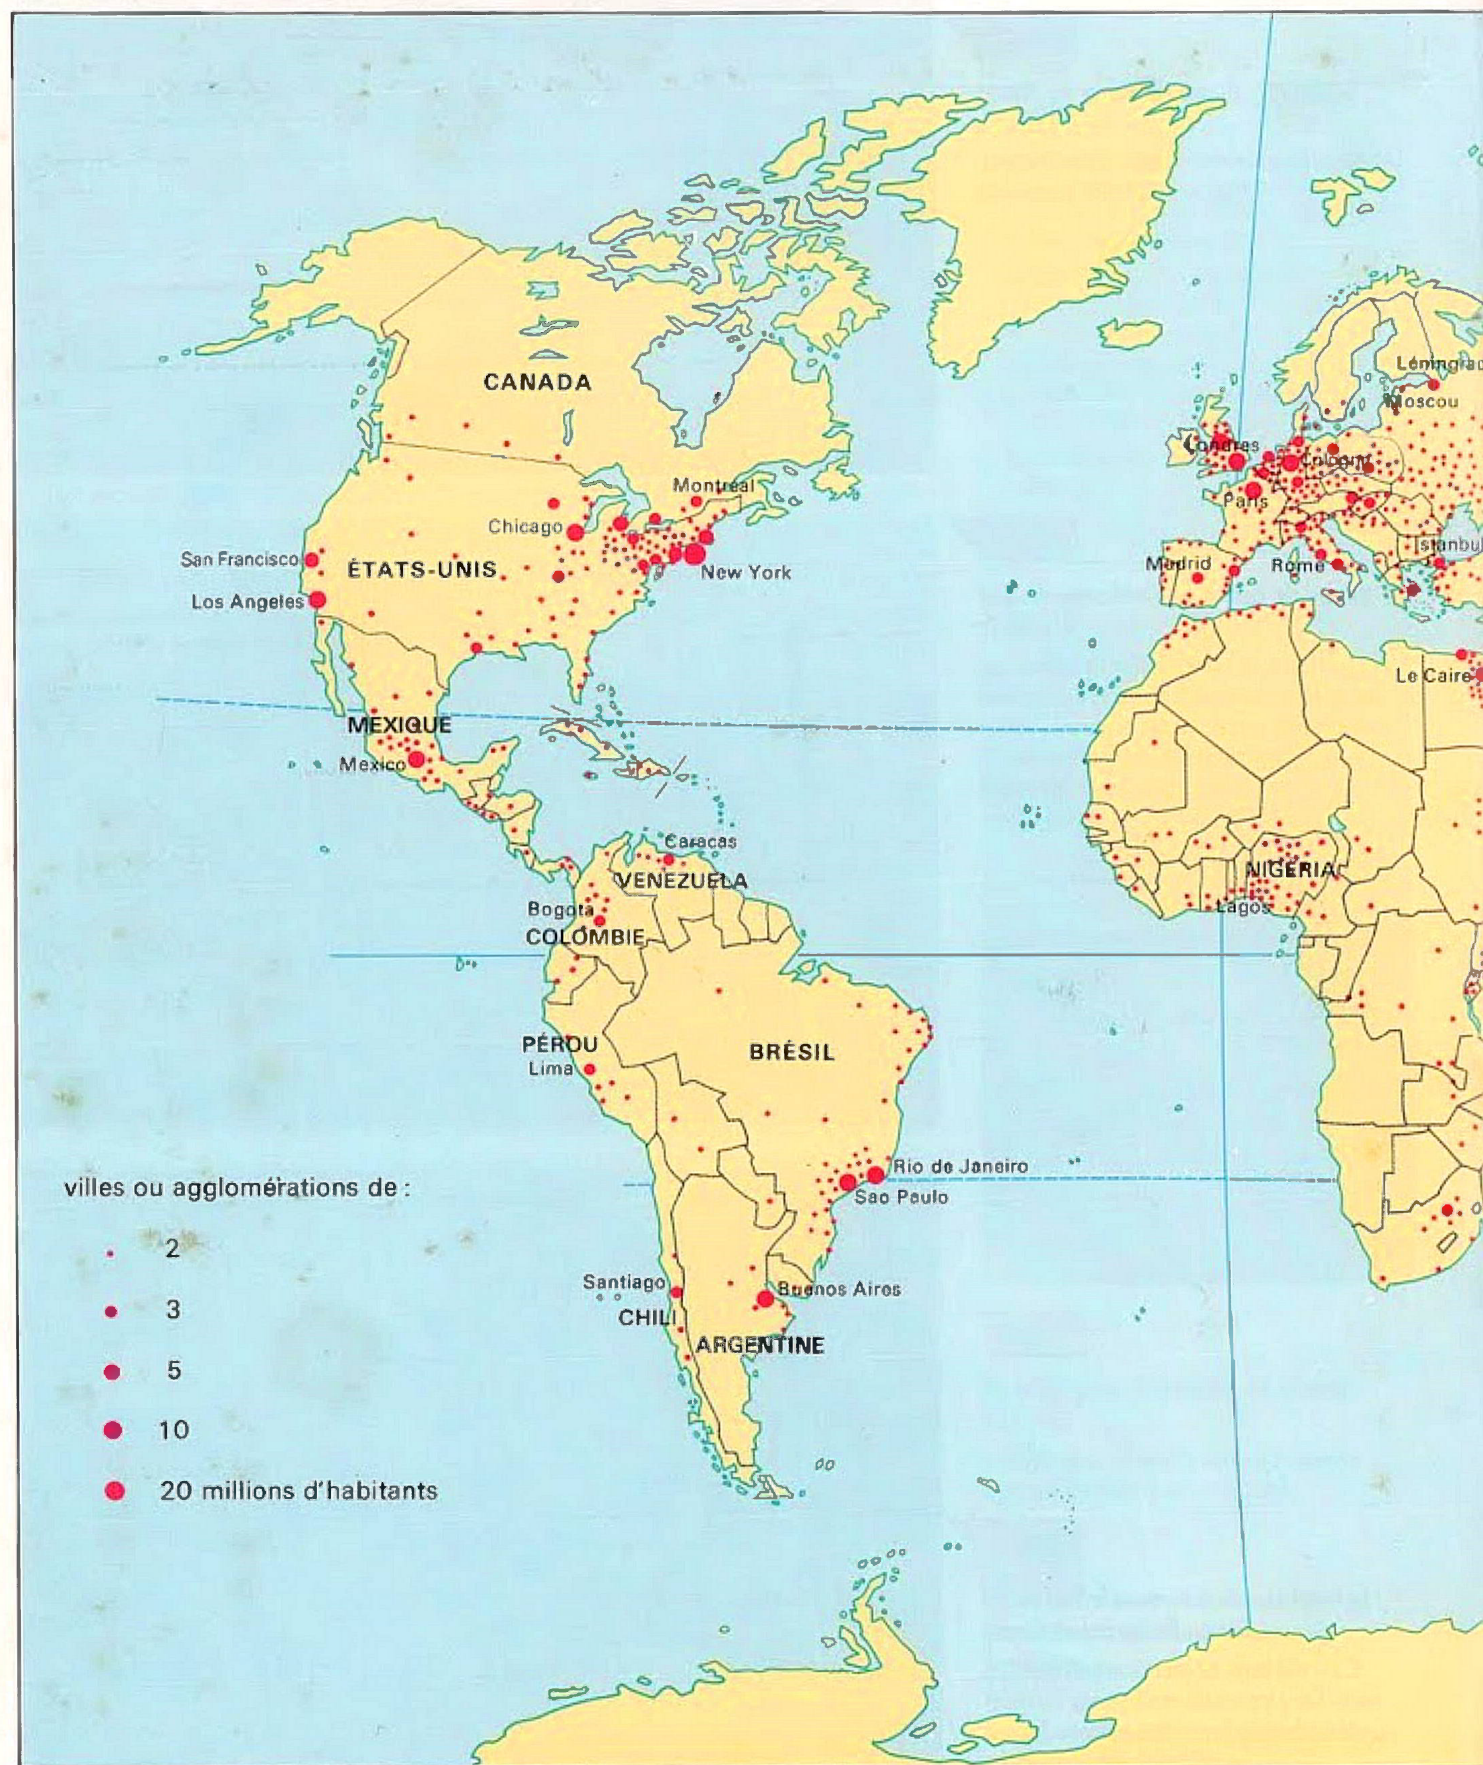 CANADA
Léningrad
Moscou
Londres
Cologne
Montréal
Paris
Chicago
San Francisco
ÉTATS-UNIS
New York
Madrid
Rome
Istanbul
Los Angeles
Le Caire
MEXIQUE
Mexico
Caracas
VENEZUELA
NIGERIA
Bogota
Lagos
COLOMBIE
PÉROU
Lima
BRÉSIL
Rio de Janeiro
Sao Paulo
villes ou agglomérations de :
2
Santiago
Buenos Aires
3
CHILI
ARGENTINE
5
10
20 millions d'habitants